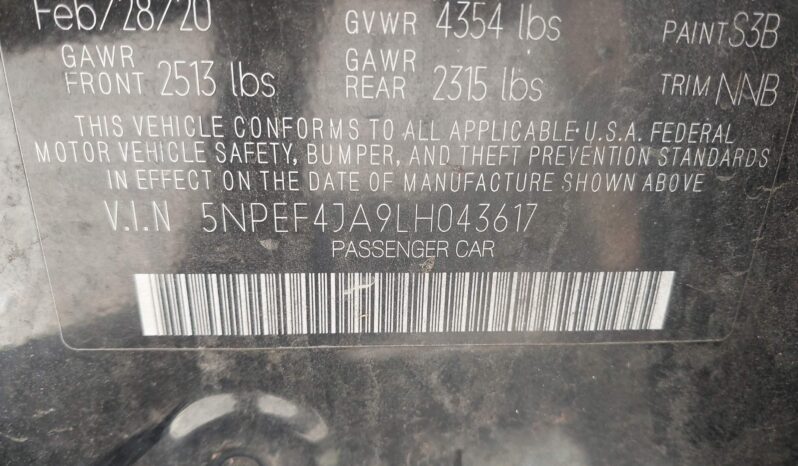 Feb/28/20 GVWR 4354 lbs PAINT S3B
GAWR FRONT 2513 lbs GAWR REAR 2315 lbs TRIM NNB
THIS VEHICLE CONFORMS TO ALL APPLICABLE U.S.A. FEDERAL
MOTOR VEHICLE SAFETY, BUMPER, AND THEFT PREVENTION STANDARDS
IN EFFECT ON THE DATE OF MANUFACTURE SHOWN ABOVE
V.I.N 5NPEF4JA9LH043617
PASSENGER CAR